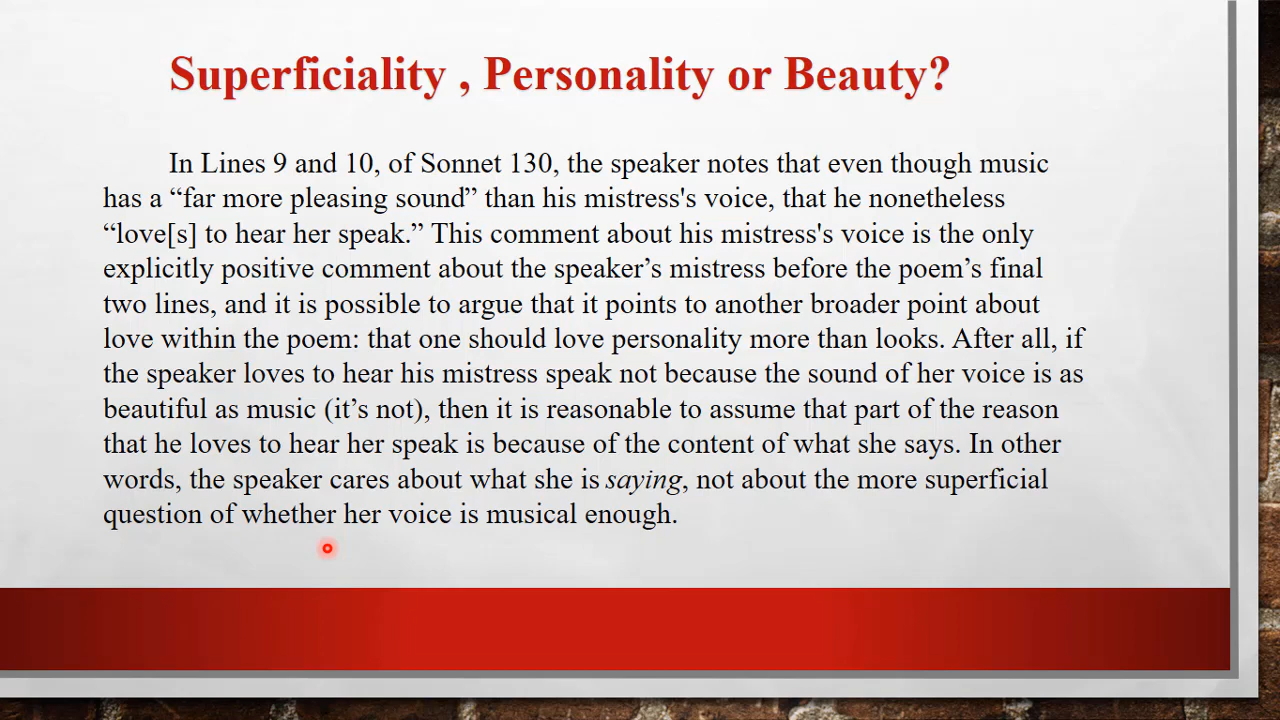 Superficiality , Personality or Beauty?
In Lines 9 and 10, of Sonnet 130, the speaker notes that even though music
has a “far more pleasing sound” than his mistress's voice, that he nonetheless
“love[s] to hear her speak.” This comment about his mistress's voice is the only
explicitly positive comment about the speaker’s mistress before the poem’s final
two lines, and it is possible to argue that it points to another broader point about
love within the poem: that one should love personality more than looks. After all, if
the speaker loves to hear his mistress speak not because the sound of her voice is as
beautiful as music (it’s not), then it is reasonable to assume that part of the reason
that he loves to hear her speak is because of the content of what she says. In other
words, the speaker cares about what she is saying, not about the more superficial
question of whether her voice is musical enough.